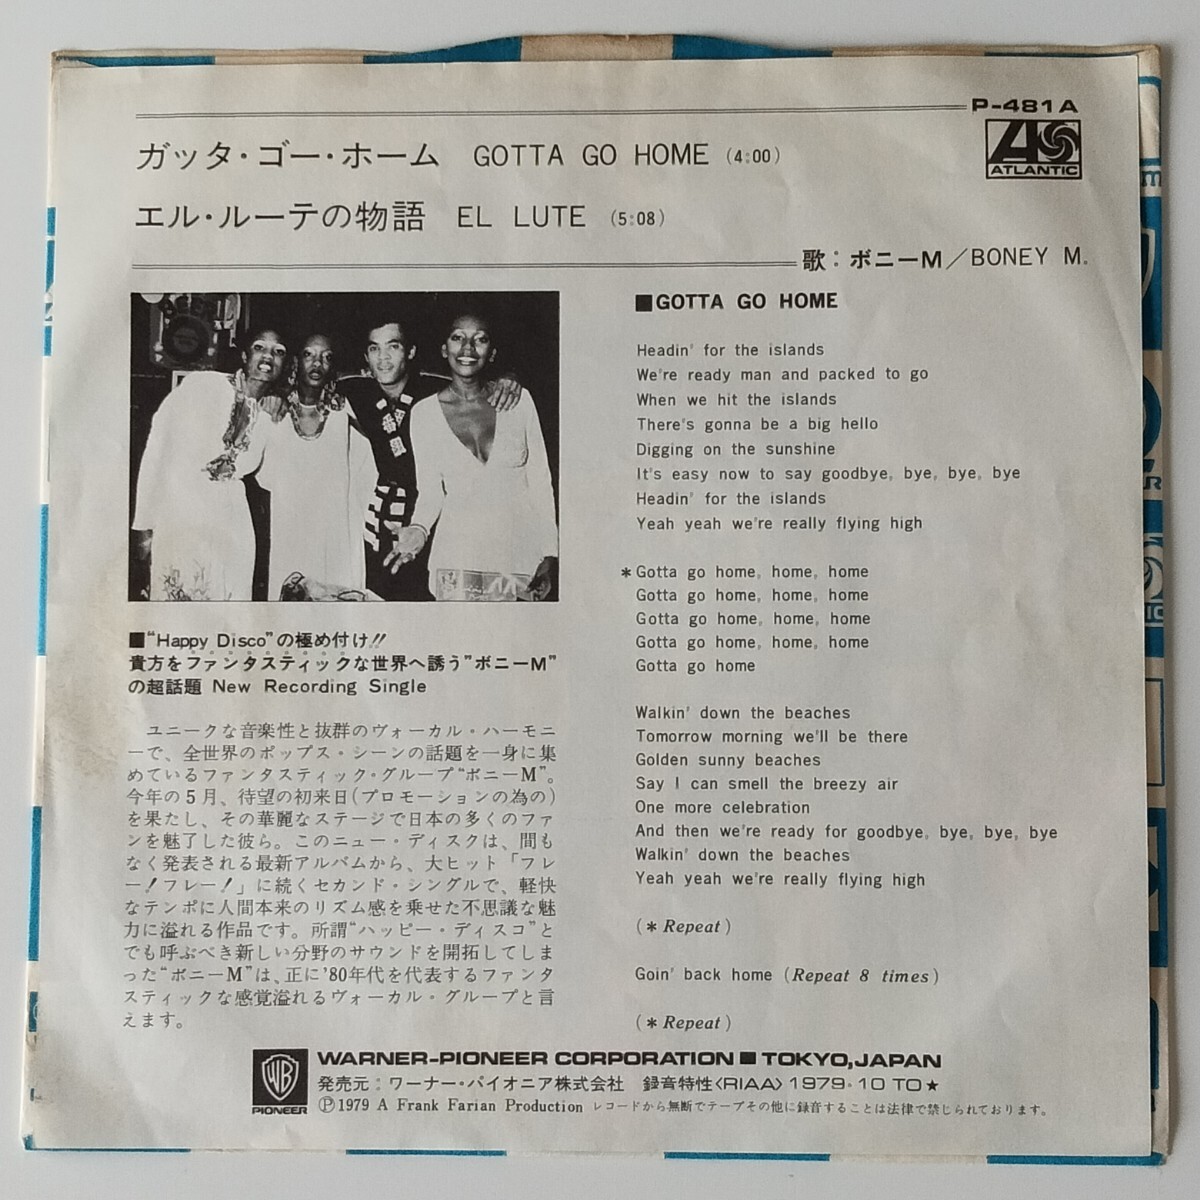 P-481A
ATLANTIC
ガッタ・ゴー・ホーム GOTTA GO HOME (4:00)
エル・ルーテの物語 EL LUTE (5:08)
歌:ボニーM/BONEY M.
■GOTTA GO HOME
Headin' for the islands
We're ready man and packed to go
When we hit the islands
There's gonna be a big hello
Digging on the sunshine
It's easy now to say goodbye, bye, bye, bye
Headin' for the islands
Yeah yeah we're really flying high
*Gotta go home, home, home
Gotta go home, home, home
Gotta go home, home, home
Gotta go home, home, home
Gotta go home
Walkin' down the beaches
Tomorrow morning we'll be there
Golden sunny beaches
Say I can smell the breezy air
One more celebration
And then we're ready for goodbye, bye, bye, bye
Walkin' down the beaches
Yeah yeah we're really flying high
(* Repeat)
Goin' back home (Repeat 8 times)
(* Repeat)
一番
■“Happy Disco”の極め付け!!
貴方をファンタスティックな世界へ誘う”ボニーM”
の超話題 New Recording Single
ユニークな音楽性と抜群のヴォーカル・ハーモニ
ーで、全世界のポップス・シーンの話題を一身に集
めているファンタスティック・グループ“ボニーM”。
今年の5月、待望の初来日(プロモーションの為の)
を果たし、その華麗なステージで日本の多くのファ
ンを魅了した彼ら。このニュー・ディスクは、間も
なく発表される最新アルバムから、大ヒット「フレ
ー!フレー!」に続くセカンド・シングルで、軽快
なテンポに人間本来のリズム感を乗せた不思議な魅
力に溢れる作品です。所謂“ハッピー・ディスコ”と
でも呼ぶべき新しい分野のサウンドを開拓してしま
った“ボニーM”は、正に'80年代を代表するファンタ
スティックな感覚溢れるヴォーカル・グループと言
えます。
WB
PIONEER
WARNER-PIONEER CORPORATION ■ TOKYO, JAPAN
発売元:ワーナー・パイオニア株式会社 録音特性<RIAA>1979・10 TO★
Ⓟ1979 A Frank Farian Production レコードから無断でテープその他に録音することは法律で禁じられております。